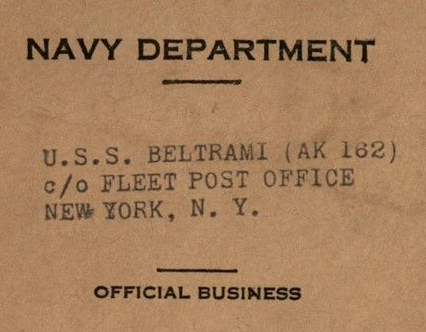 NAVY DEPARTMENT
U.S.S. BELTRAMI (AK 162)
c/o FLEET POST OFFICE
NEW YORK, N. Y.
OFFICIAL BUSINESS